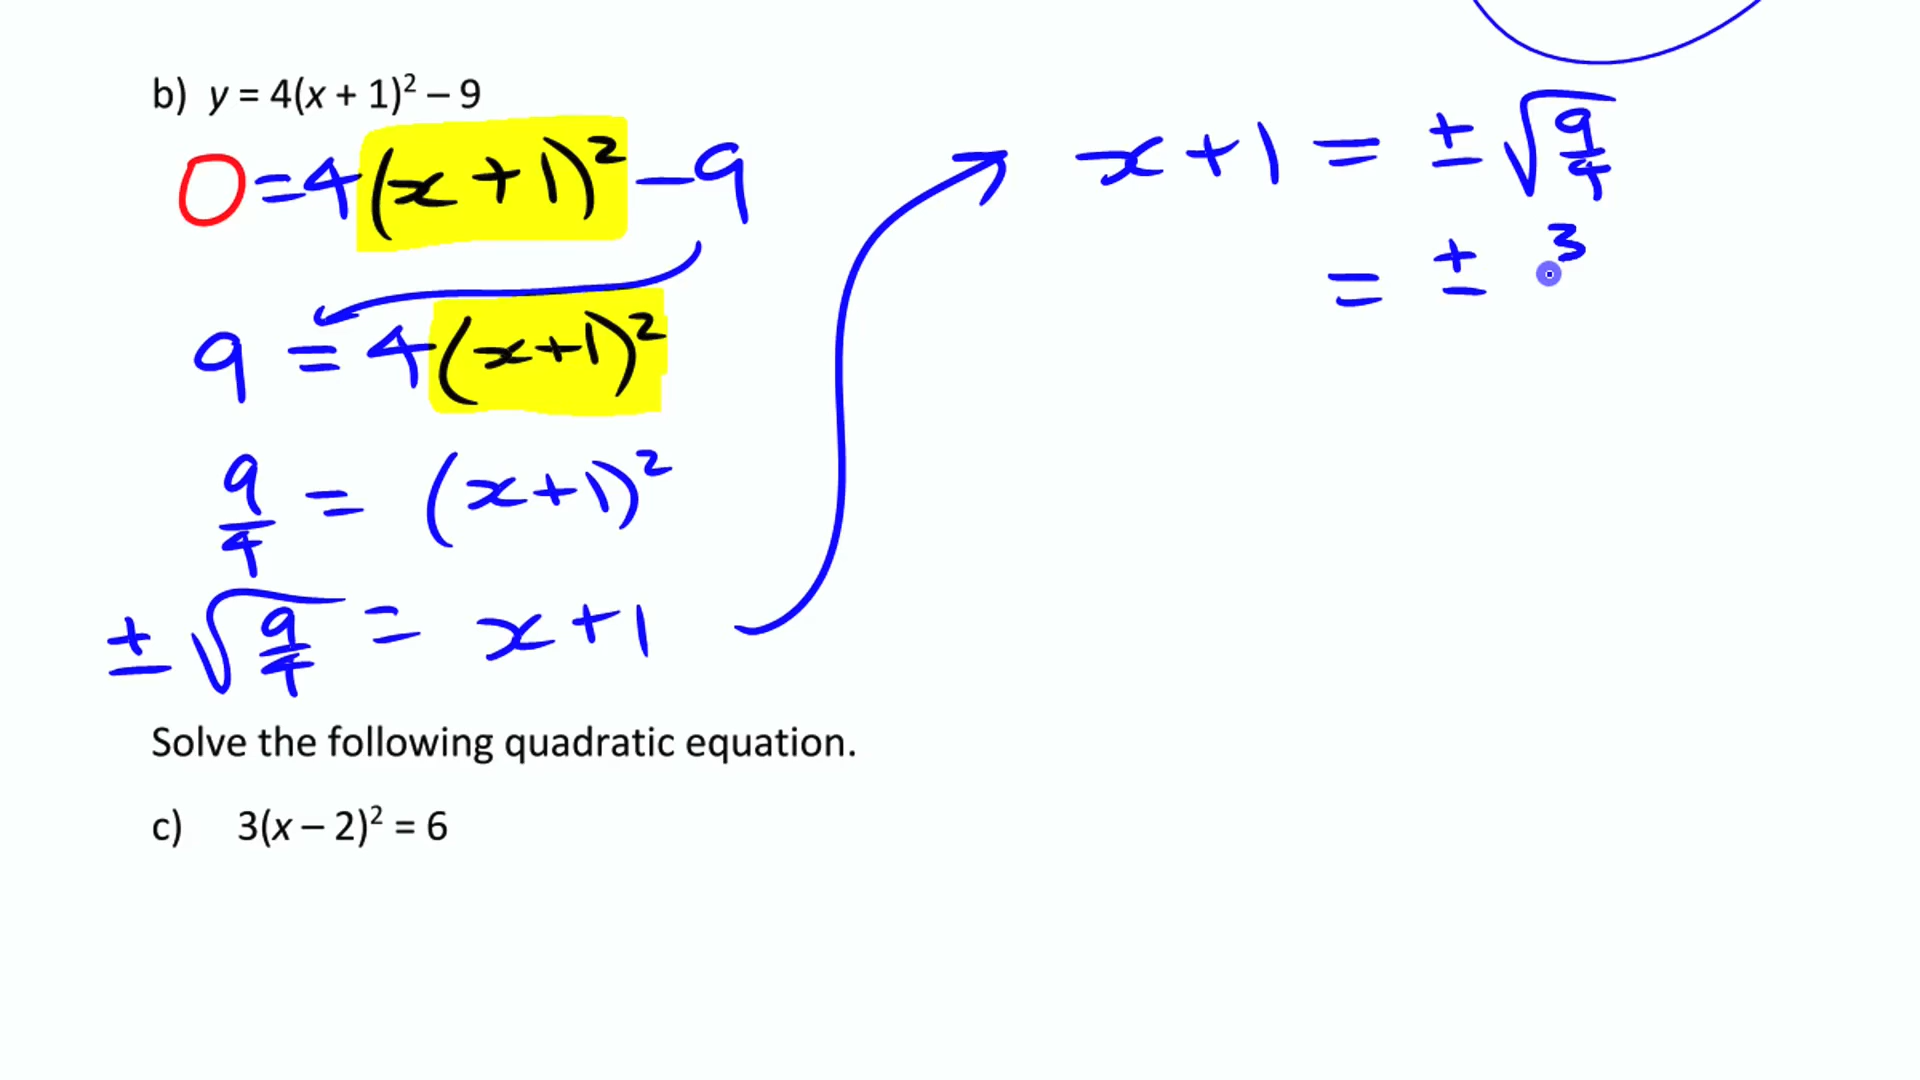 b) y = 4(x + 1)² – 9
0 = 4(x + 1)² – 9
9 = 4(x+1)²
9/4 = (x+1)²
± √(9/4) = x+1
x+1 = ± √(9/4)
= ± 3
Solve the following quadratic equation.
c) 3(x – 2)² = 6